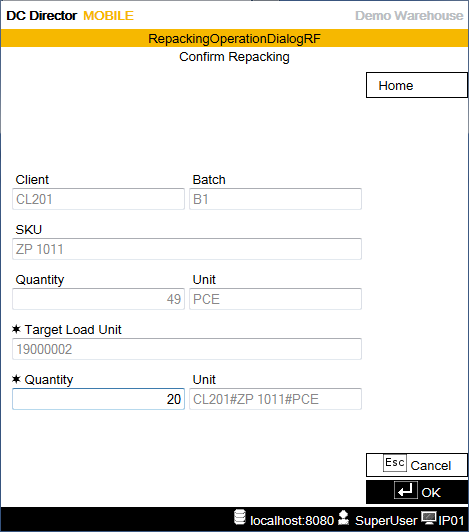 DC Director MOBILE Demo Warehouse
RepackingOperationDialogRF
Confirm Repacking
Home
Client Batch
CL201 B1
SKU
ZP 1011
Quantity Unit
49 PCE
✶ Target Load Unit
19000002
✶ Quantity Unit
20 CL201#ZP 1011#PCE
Esc Cancel
OK
localhost:8080 SuperUser IP01